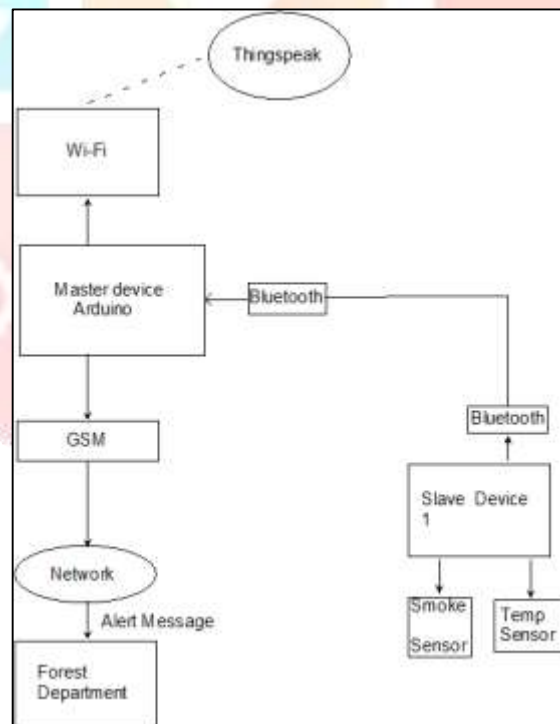 Thingspeak
Wi-Fi
Master device
Arduino
Bluetooth
Bluetooth
GSM
Slave Device
1
Network
Smoke
Sensor
Temp
Sensor
Alert Message
Forest
Department